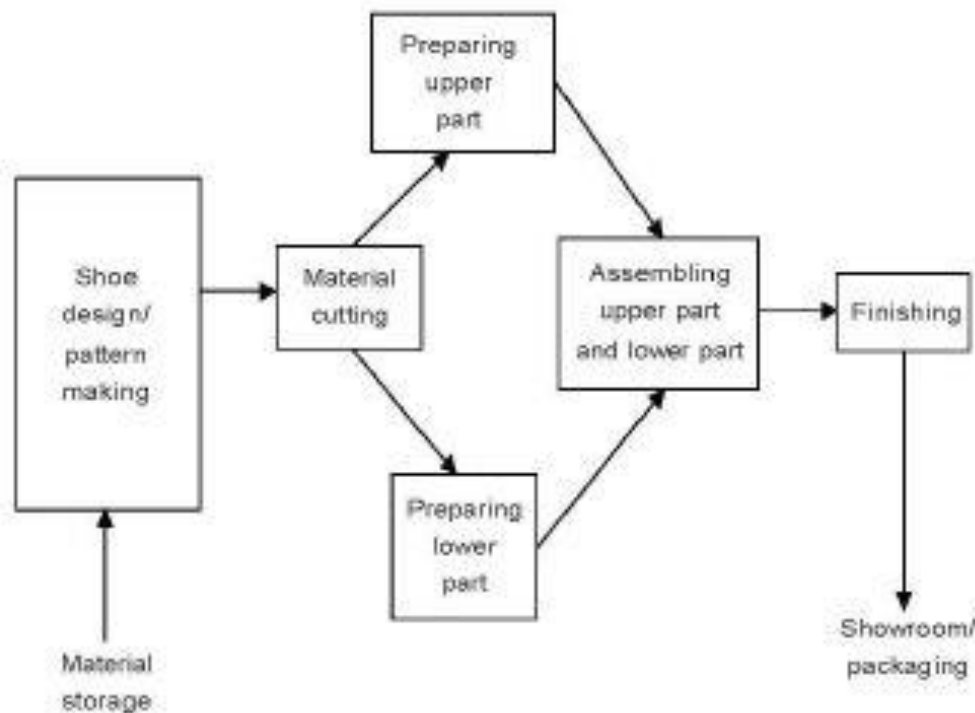 Preparing
upper
part
Shoe
design/
pattern
making
Material
cutting
Assembling
upper part
and lower part
Finishing
Preparing
lower
part
Material
storage
Showroom/
packaging